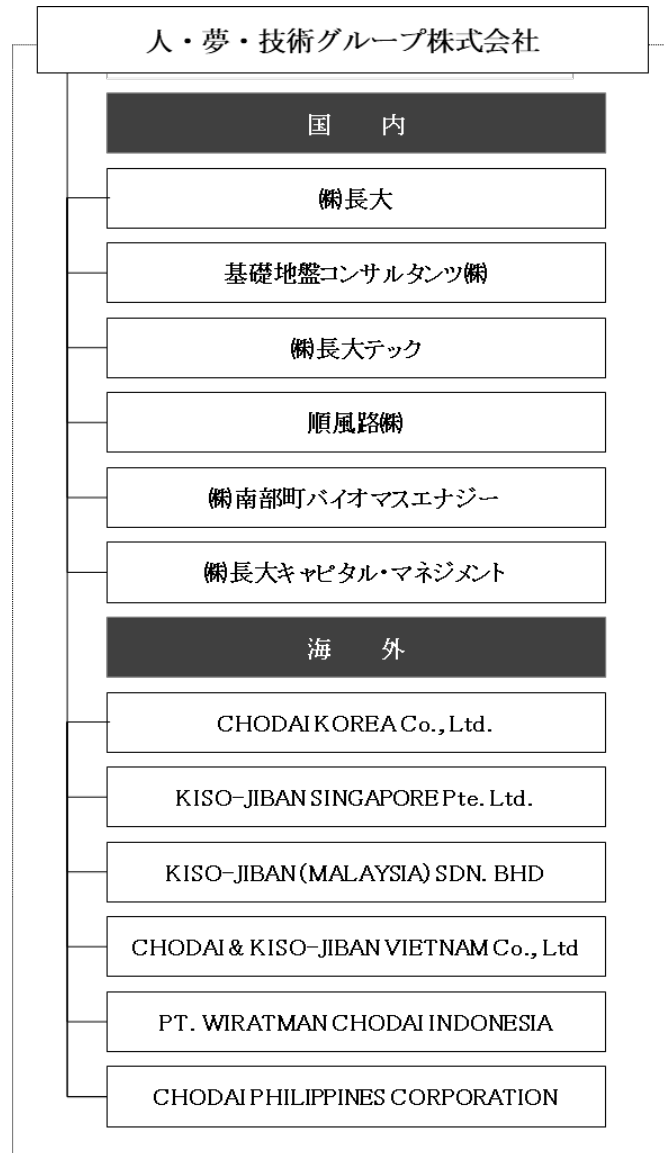 人・夢・技術グループ株式会社
国　内
㈱長大
基礎地盤コンサルタンツ㈱
㈱長大テック
順風路㈱
㈱南部町バイオマスエナジー
㈱長大キャピタル・マネジメント
海　外
CHODAI KOREA Co., Ltd.
KISO-JIBAN SINGAPORE Pte. Ltd.
KISO-JIBAN (MALAYSIA) SDN. BHD
CHODAI & KISO-JIBAN VIETNAM Co., Ltd
PT. WIRATMAN CHODAI INDONESIA
CHODAI PHILIPPINES CORPORATION